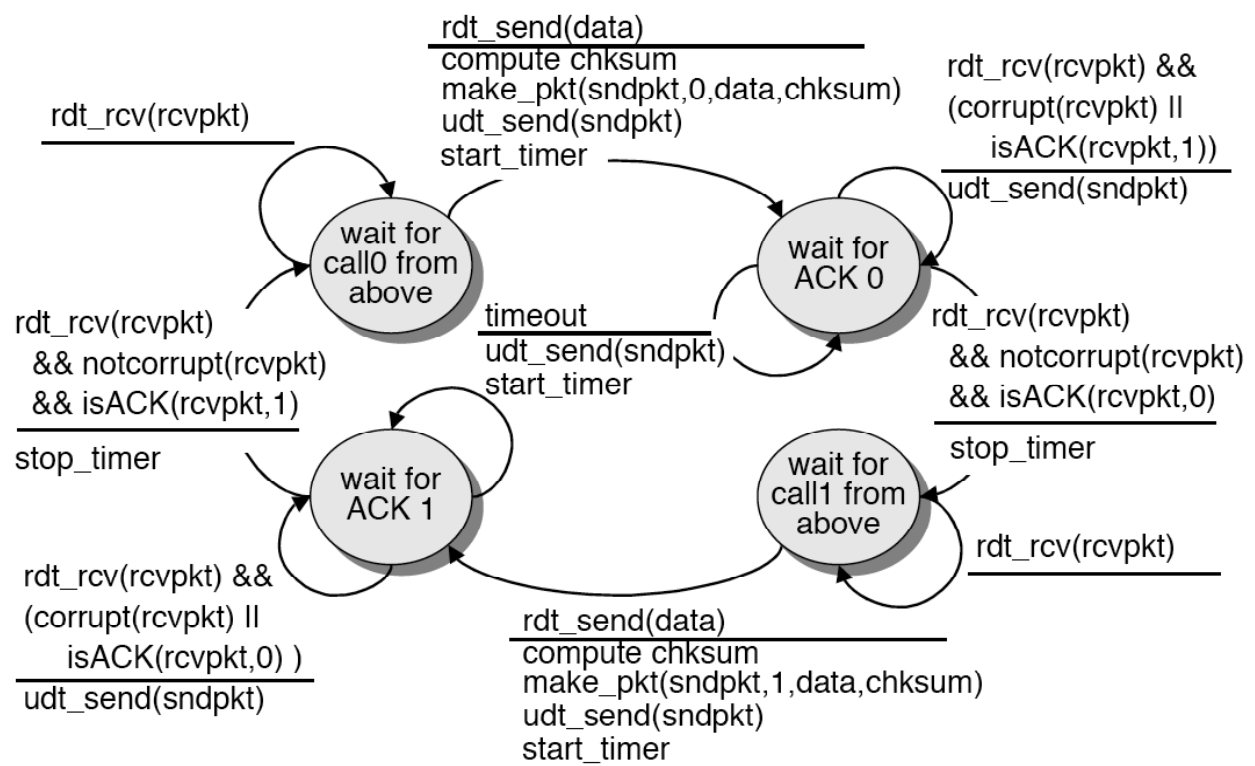 rdt_send(data)
compute chksum
make_pkt(sndpkt,0,data,chksum)
udt_send(sndpkt)
start_timer
rdt_rcv(rcvpkt) &&
(corrupt(rcvpkt) ||
isACK(rcvpkt,1))
udt_send(sndpkt)
rdt_rcv(rcvpkt)
wait for
call0 from
above
wait for
ACK 0
timeout
udt_send(sndpkt)
start_timer
rdt_rcv(rcvpkt)
&& notcorrupt(rcvpkt)
&& isACK(rcvpkt,1)
stop_timer
rdt_rcv(rcvpkt)
&& notcorrupt(rcvpkt)
&& isACK(rcvpkt,0)
stop_timer
wait for
ACK 1
wait for
call1 from
above
rdt_rcv(rcvpkt)
rdt_rcv(rcvpkt) &&
(corrupt(rcvpkt) ||
isACK(rcvpkt,0) )
udt_send(sndpkt)
rdt_send(data)
compute chksum
make_pkt(sndpkt,1,data,chksum)
udt_send(sndpkt)
start_timer